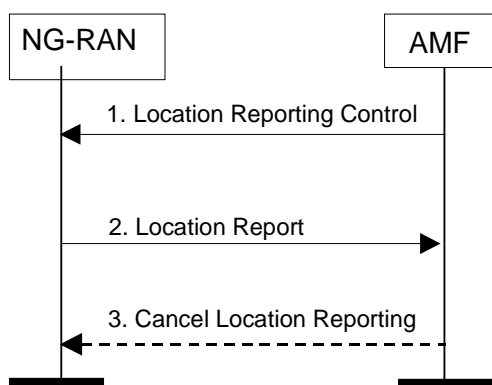 NG-RAN
AMF
1. Location Reporting Control
2. Location Report
3. Cancel Location Reporting